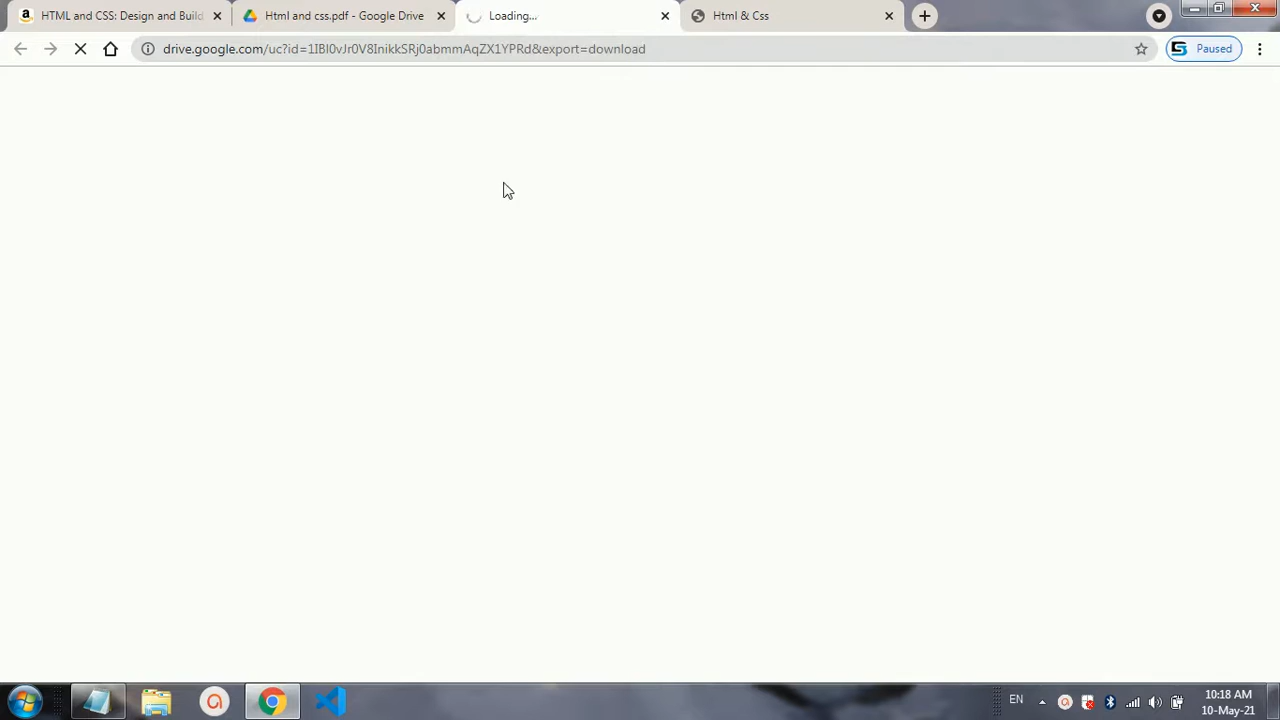 HTML and CSS: Design and Build
Html and css.pdf - Google Drive
Loading...
Html & Css
drive.google.com/uc?id=1IBl0vJr0V8InikkSRj0abmmAqZX1YPRd&export=download
Paused
EN
10:18 AM
10-May-21